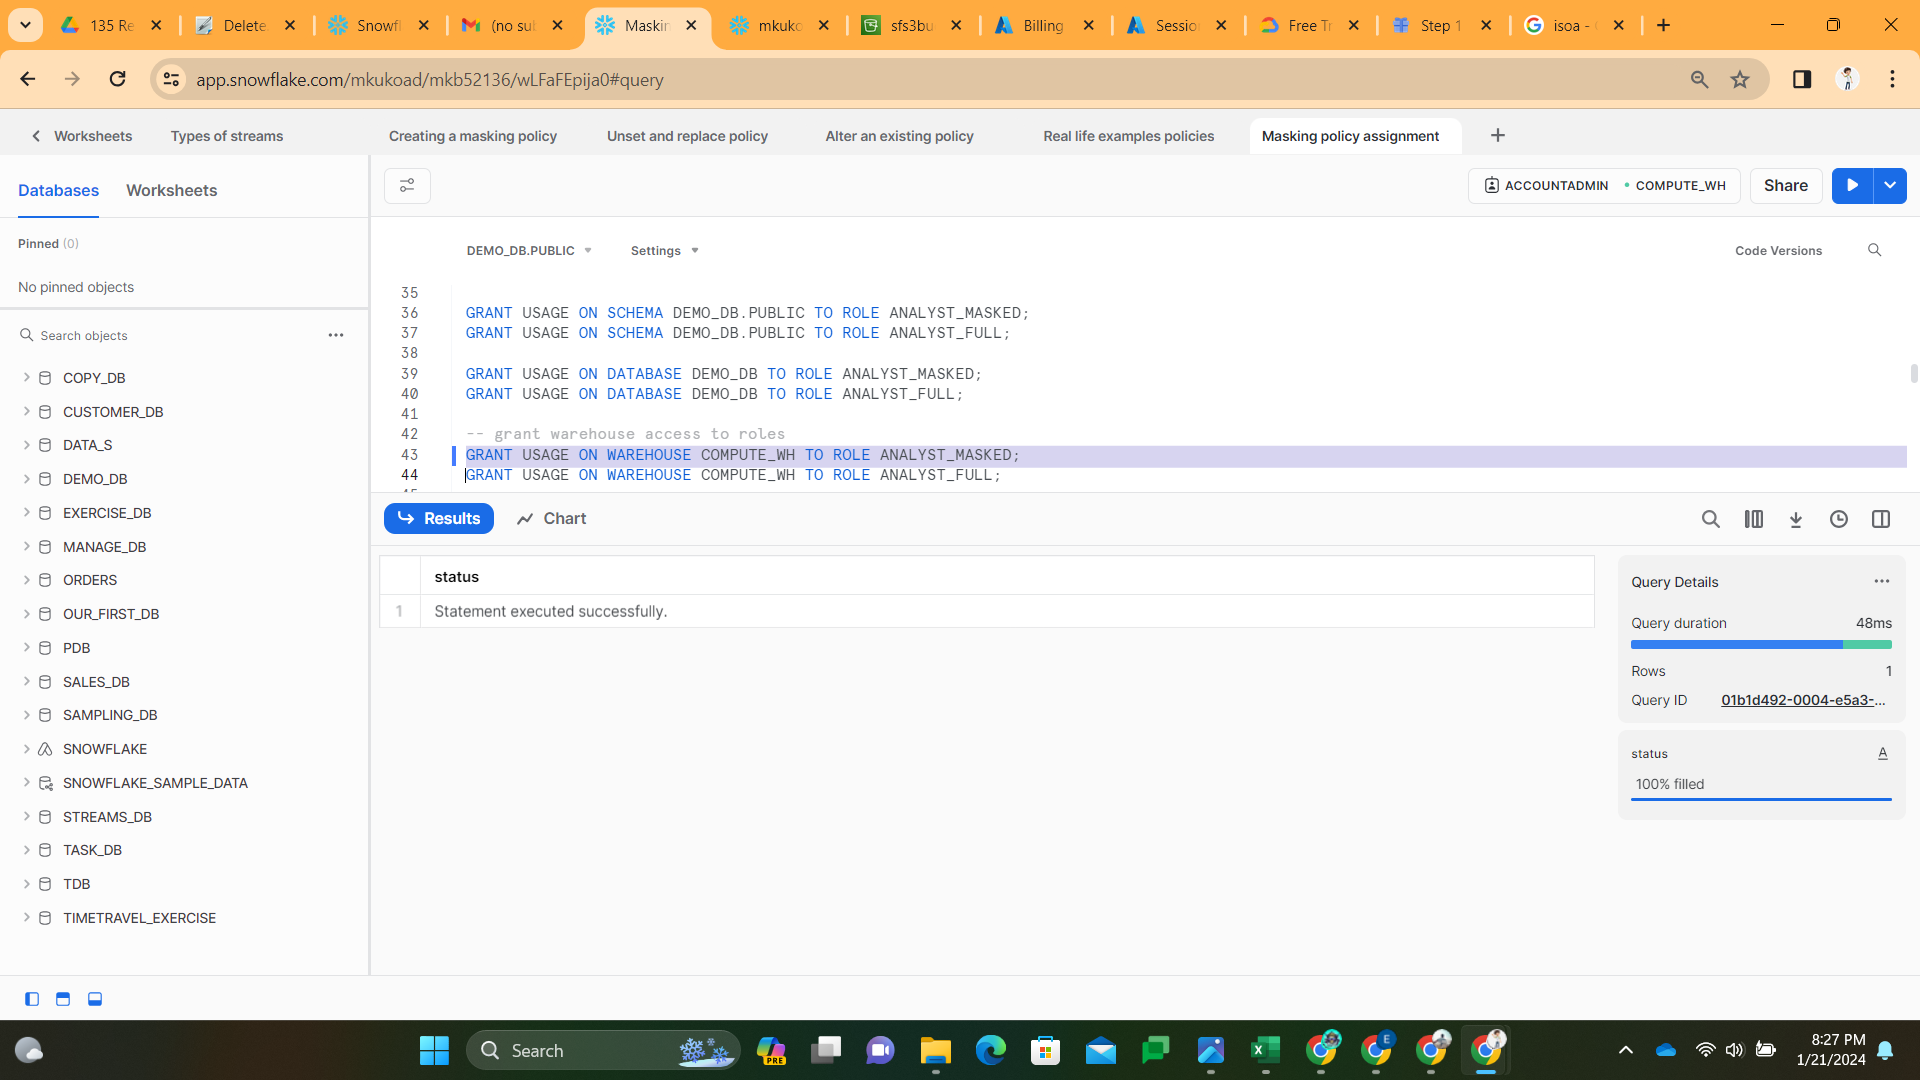 135 Re
Delete
Snowfl
(no sub
Maskin
mkuko
sfs3bu
Billing
Sessio
Free Tr
Step 1
isoa -
app.snowflake.com/mkukoad/mkb52136/wLFaFEpija0#query
Worksheets
Types of streams
Creating a masking policy
Unset and replace policy
Alter an existing policy
Real life examples policies
Masking policy assignment
Databases
Worksheets
ACCOUNTADMIN
COMPUTE_WH
Share
Pinned (0)
No pinned objects
DEMO_DB.PUBLIC
Settings
Code Versions
Search objects
COPY_DB
CUSTOMER_DB
DATA_S
DEMO_DB
EXERCISE_DB
MANAGE_DB
ORDERS
OUR_FIRST_DB
PDB
SALES_DB
SAMPLING_DB
SNOWFLAKE
SNOWFLAKE_SAMPLE_DATA
STREAMS_DB
TASK_DB
TDB
TIMETRAVEL_EXERCISE
35
36 GRANT USAGE ON SCHEMA DEMO_DB.PUBLIC TO ROLE ANALYST_MASKED;
37 GRANT USAGE ON SCHEMA DEMO_DB.PUBLIC TO ROLE ANALYST_FULL;
38
39 GRANT USAGE ON DATABASE DEMO_DB TO ROLE ANALYST_MASKED;
40 GRANT USAGE ON DATABASE DEMO_DB TO ROLE ANALYST_FULL;
41
42 -- grant warehouse access to roles
43 GRANT USAGE ON WAREHOUSE COMPUTE_WH TO ROLE ANALYST_MASKED;
44 GRANT USAGE ON WAREHOUSE COMPUTE_WH TO ROLE ANALYST_FULL;
Results
Chart
status
1 Statement executed successfully.
Query Details
Query duration 48ms
Rows 1
Query ID 01b1d492-0004-e5a3-...
status A
100% filled
Search
PRE
E
8:27 PM
1/21/2024